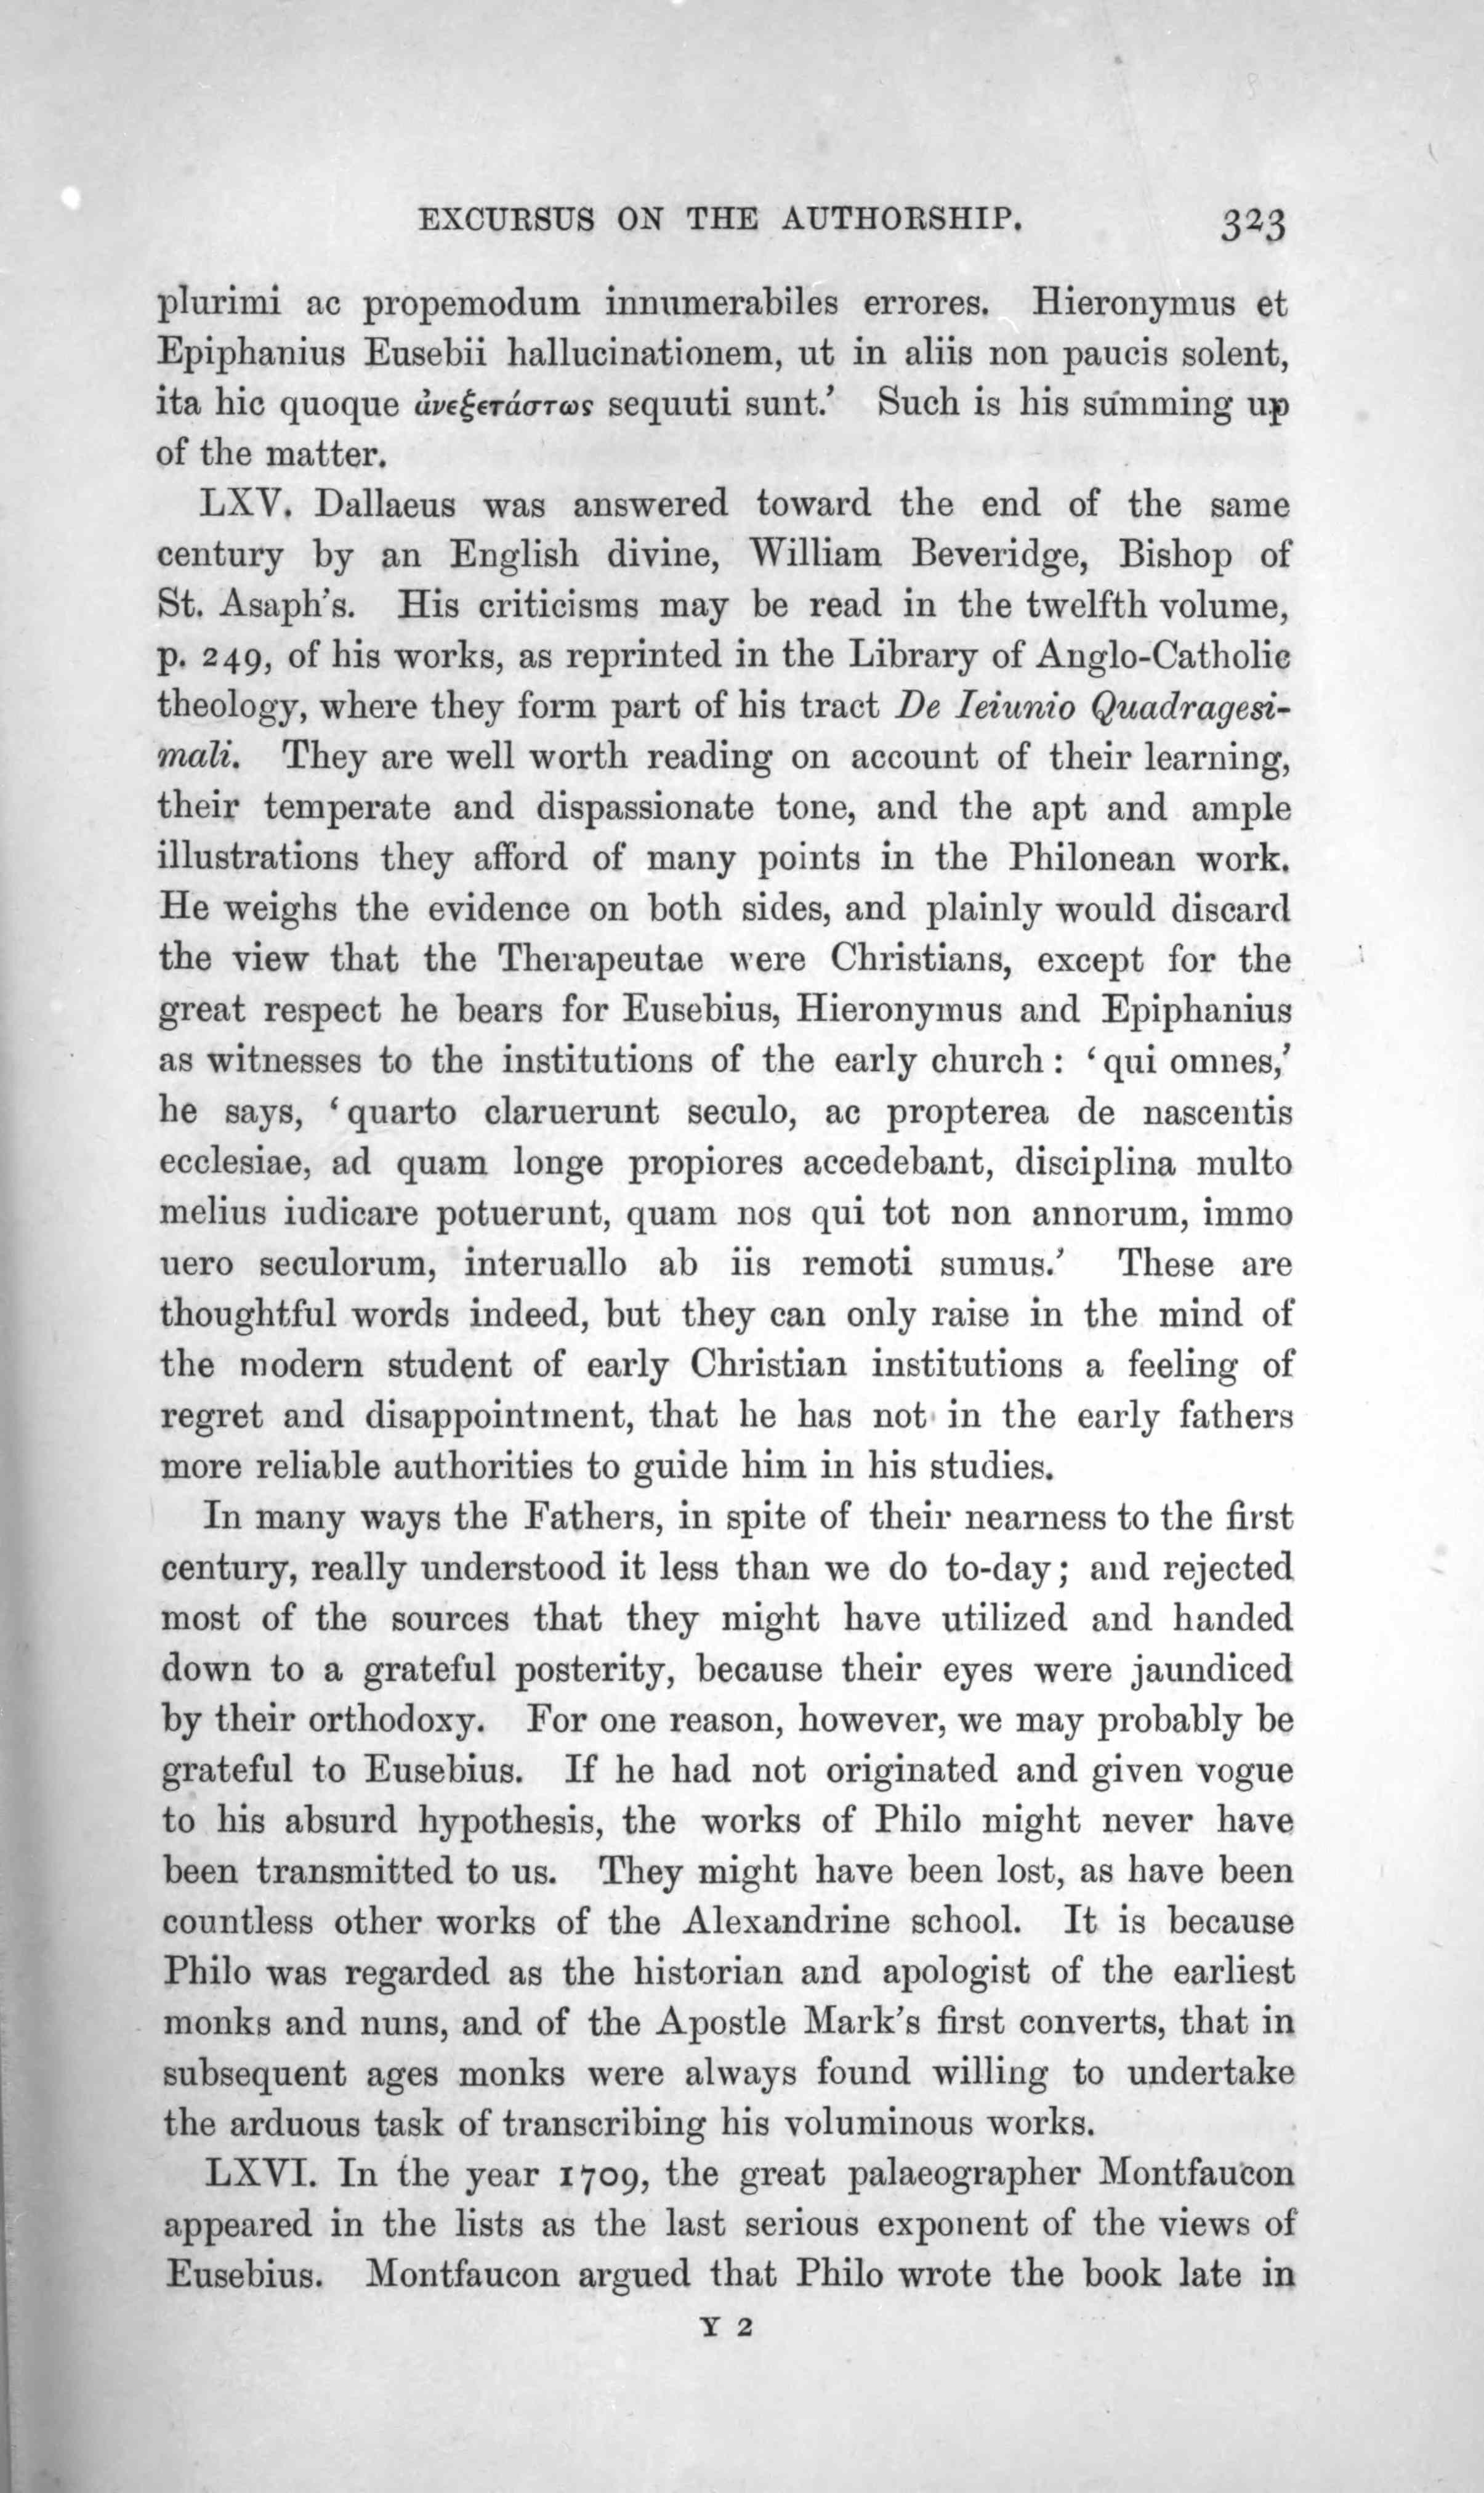 EXCURSUS ON THE AUTHORSHIP. 323
plurimi ac propemodum innumerabiles errores. Hieronymus et
Epiphanius Eusebii hallucinationem, ut in aliis non paucis solent,
ita hic quoque ἀνεξετάστως sequuti sunt.’ Such is his summing up
of the matter.
LXV. Dallaeus was answered toward the end of the same
century by an English divine, William Beveridge, Bishop of
St. Asaph’s. His criticisms may be read in the twelfth volume,
p. 249, of his works, as reprinted in the Library of Anglo-Catholic
theology, where they form part of his tract De Ieiunio Quadragesi-
mali. They are well worth reading on account of their learning,
their temperate and dispassionate tone, and the apt and ample
illustrations they afford of many points in the Philonean work.
He weighs the evidence on both sides, and plainly would discard
the view that the Therapeutae were Christians, except for the
great respect he bears for Eusebius, Hieronymus and Epiphanius
as witnesses to the institutions of the early church: ‘qui omnes,’
he says, ‘quarto claruerunt seculo, ac propterea de nascentis
ecclesiae, ad quam longe propiores accedebant, disciplina multo
melius iudicare potuerunt, quam nos qui tot non annorum, immo
uero seculorum, interuallo ab iis remoti sumus.’ These are
thoughtful words indeed, but they can only raise in the mind of
the modern student of early Christian institutions a feeling of
regret and disappointment, that he has not in the early fathers
more reliable authorities to guide him in his studies.
In many ways the Fathers, in spite of their nearness to the first
century, really understood it less than we do to-day; and rejected
most of the sources that they might have utilized and handed
down to a grateful posterity, because their eyes were jaundiced
by their orthodoxy. For one reason, however, we may probably be
grateful to Eusebius. If he had not originated and given vogue
to his absurd hypothesis, the works of Philo might never have
been transmitted to us. They might have been lost, as have been
countless other works of the Alexandrine school. It is because
Philo was regarded as the historian and apologist of the earliest
monks and nuns, and of the Apostle Mark’s first converts, that in
subsequent ages monks were always found willing to undertake
the arduous task of transcribing his voluminous works.
LXVI. In the year 1709, the great palaeographer Montfaucon
appeared in the lists as the last serious exponent of the views of
Eusebius. Montfaucon argued that Philo wrote the book late in
Y 2